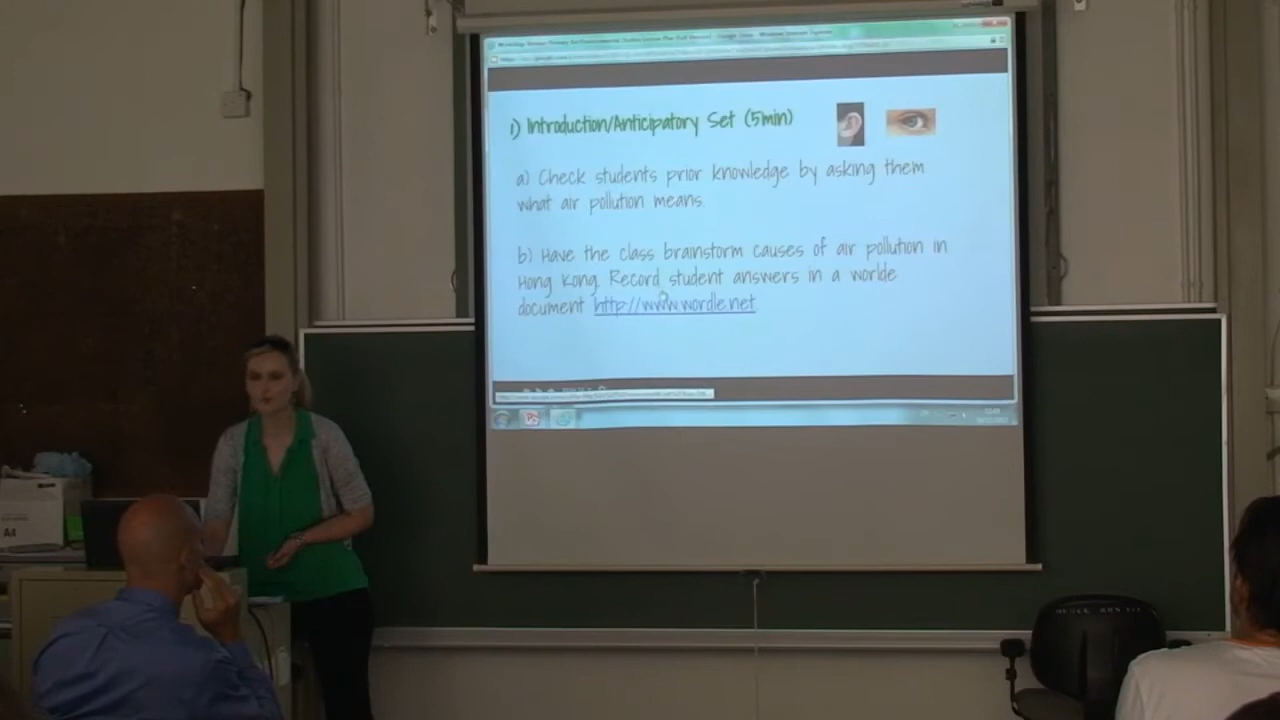 1) Introduction/Anticipatory Set (5min)
a) Check students prior knowledge by asking them
what air pollution means.
b) Have the class brainstorm causes of air pollution in
Hong Kong. Record student answers in a worlde
document http://www.wordle.net
A4